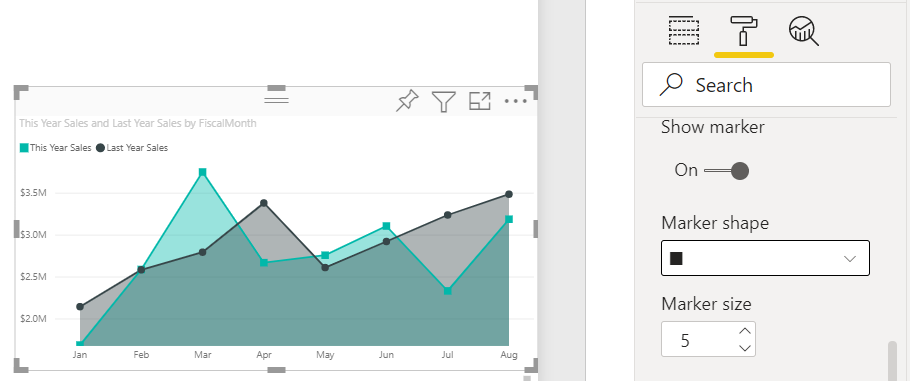 Search
Show marker
On
Marker shape
Marker size
5
This Year Sales and Last Year Sales by FiscalMonth
This Year Sales Last Year Sales
$3.5M
$3.0M
$2.5M
$2.0M
Jan Feb Mar Apr May Jun Jul Aug